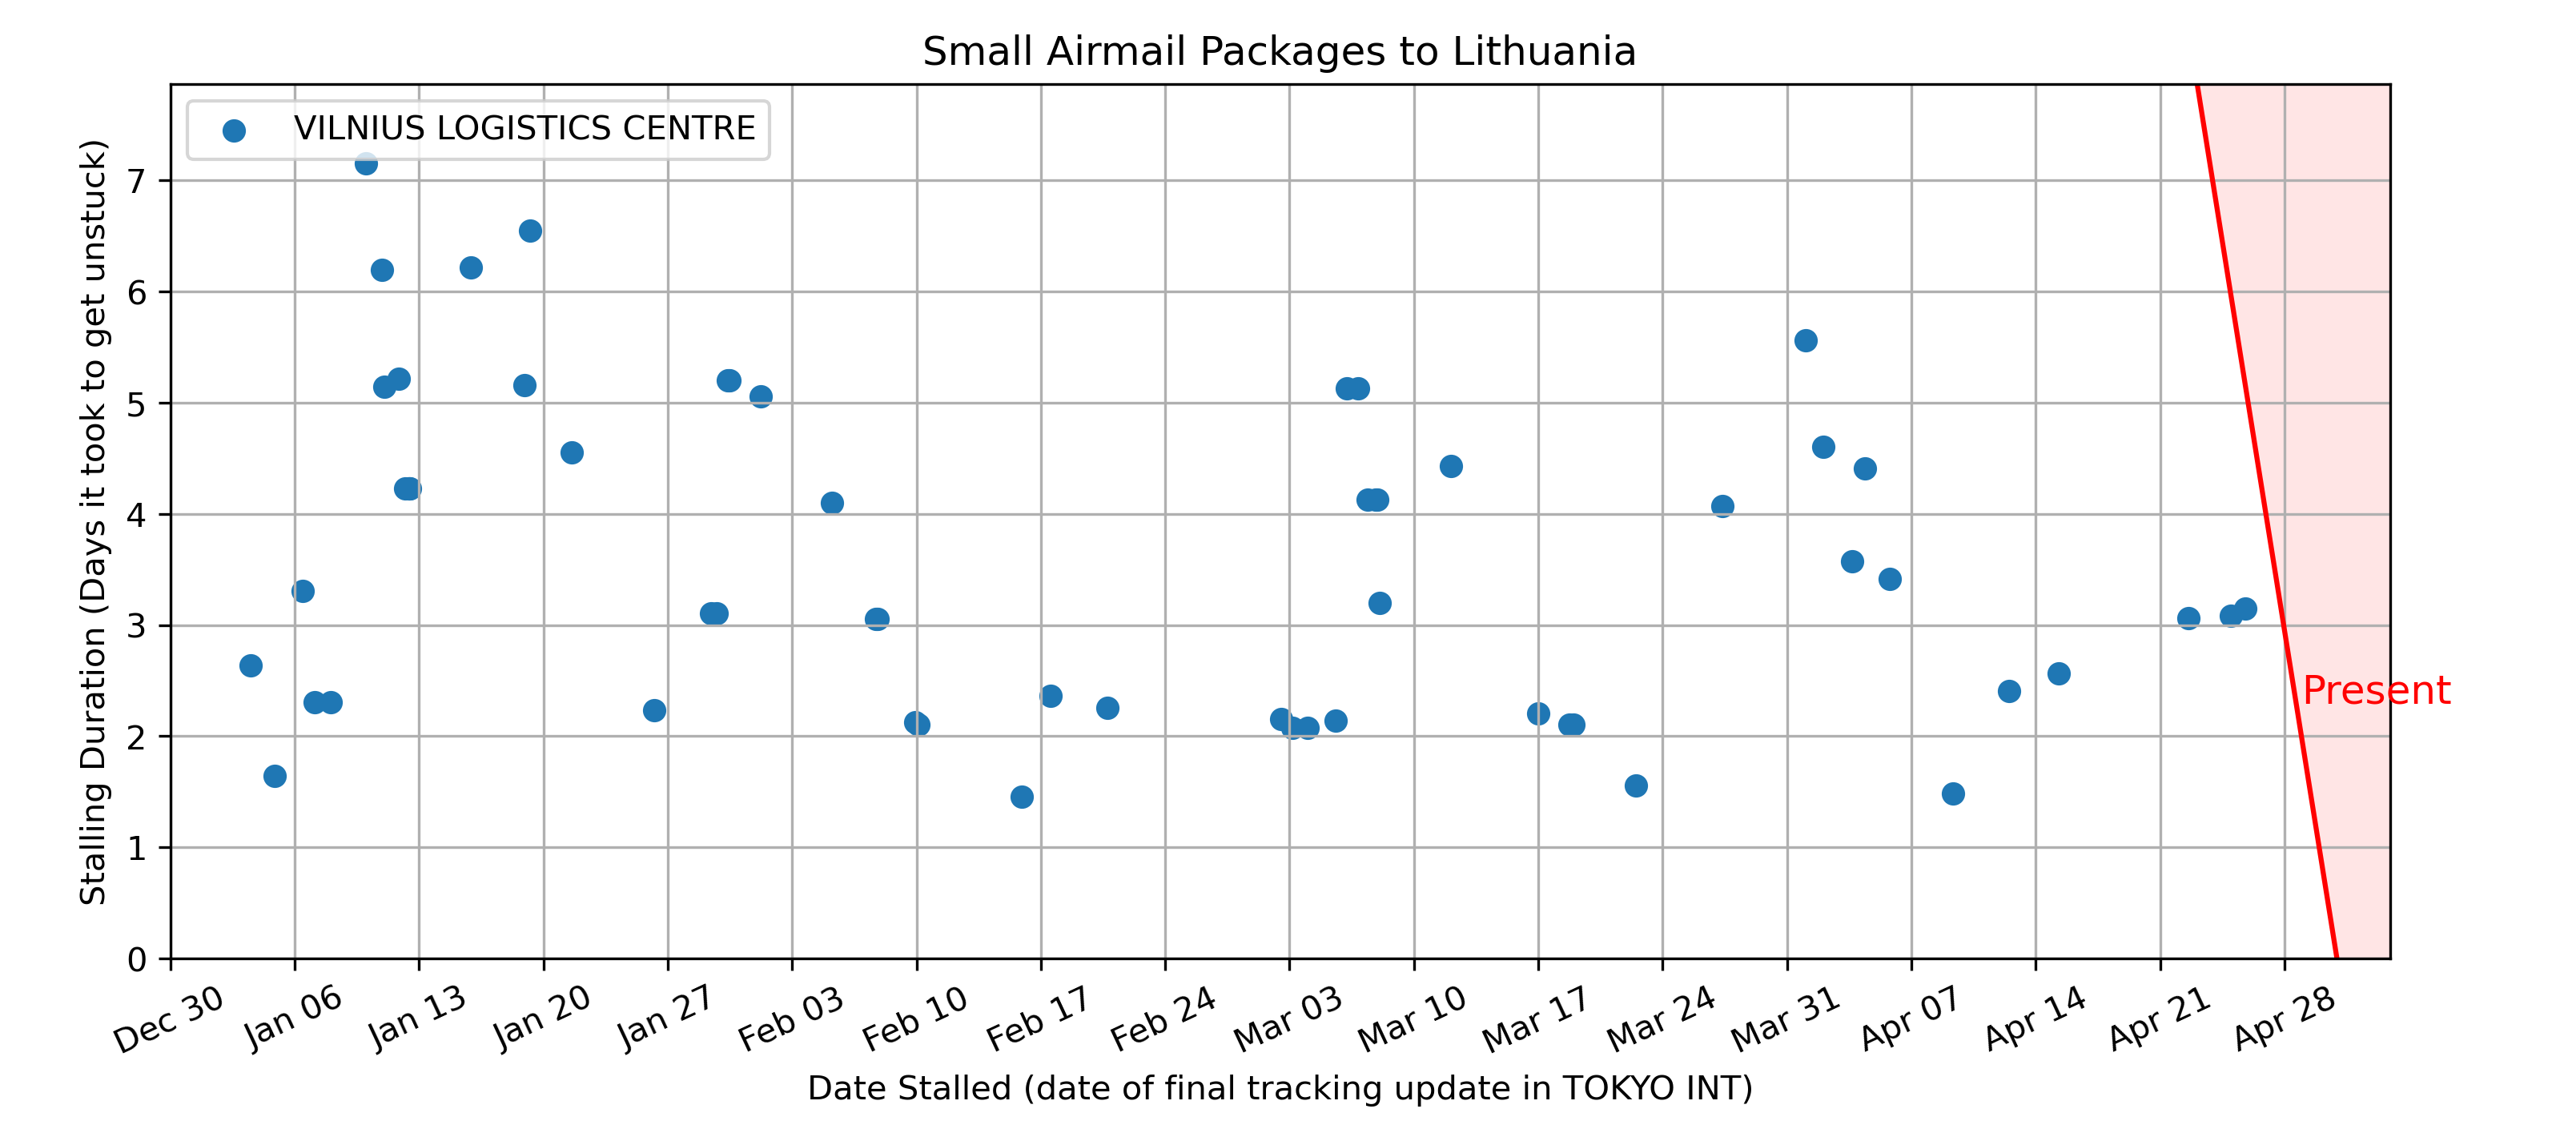 Small Airmail Packages to Lithuania
VILNIUS LOGISTICS CENTRE
Stalling Duration (Days it took to get unstuck)
7
6
5
4
3
2
1
0
Present
Dec 30
Jan 06
Jan 13
Jan 20
Jan 27
Feb 03
Feb 10
Feb 17
Feb 24
Mar 03
Mar 10
Mar 17
Mar 24
Mar 31
Apr 07
Apr 14
Apr 21
Apr 28
Date Stalled (date of final tracking update in TOKYO INT)